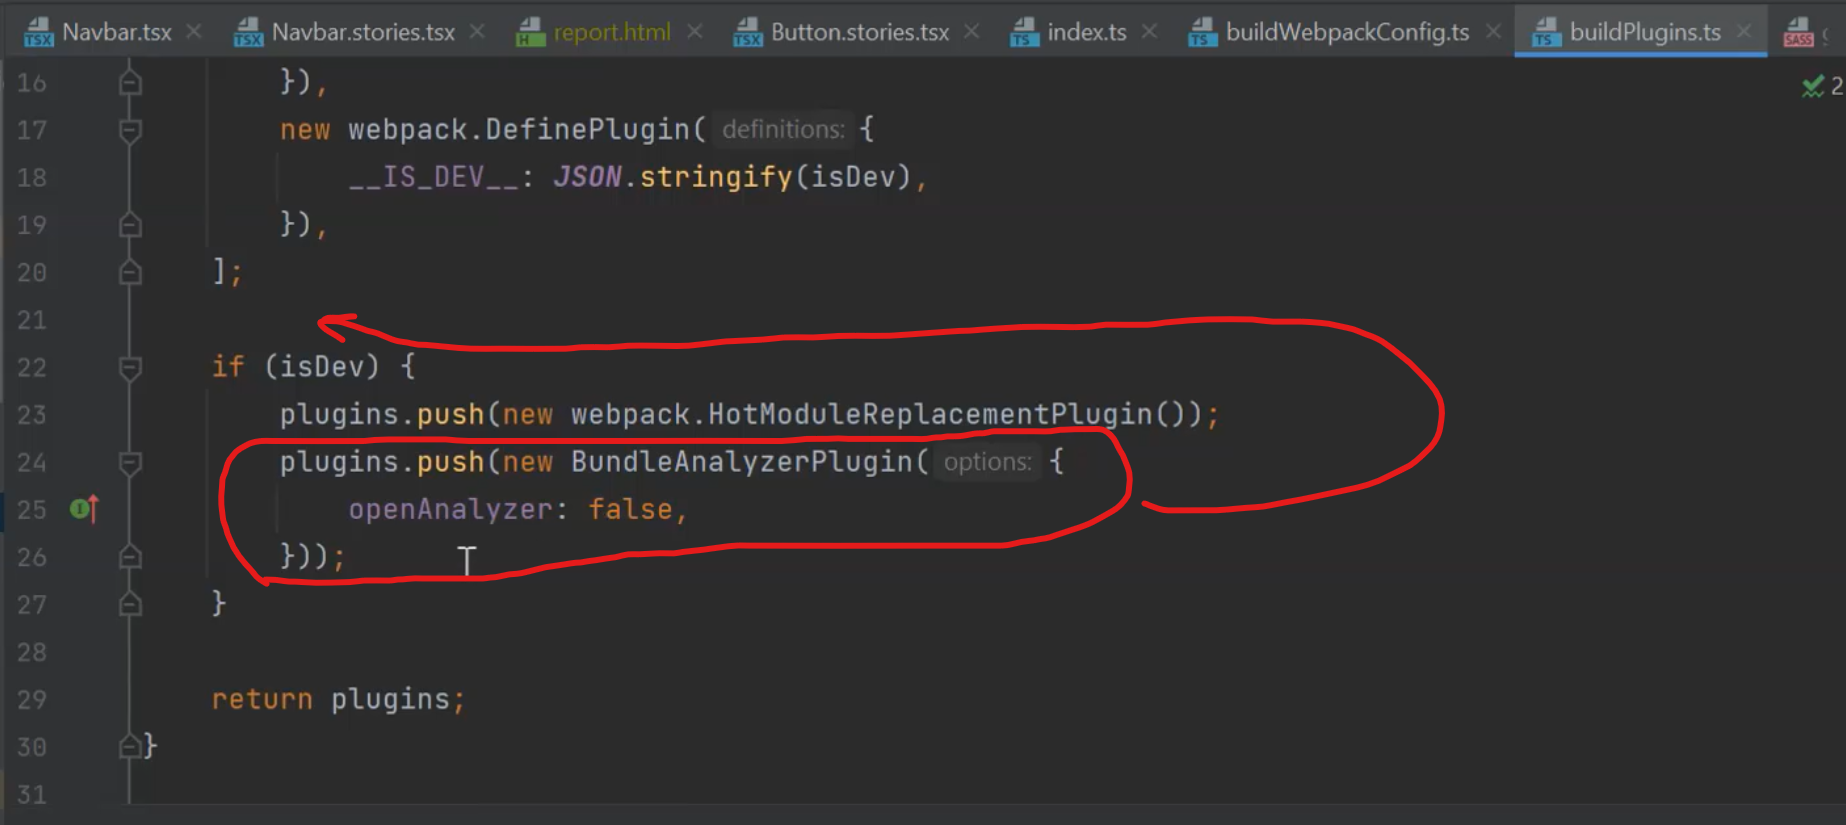 Navbar.tsx Navbar.stories.tsx report.html Button.stories.tsx index.ts buildWebpackConfig.ts buildPlugins.ts
16 }),
2
17 new webpack.DefinePlugin( definitions: {
18 __IS_DEV__: JSON.stringify(isDev),
19 }),
20 ];
21
22 if (isDev) {
23 plugins.push(new webpack.HotModuleReplacementPlugin());
24 plugins.push(new BundleAnalyzerPlugin( options: {
25 openAnalyzer: false,
26 }));
27 }
28
29 return plugins;
30 }
31